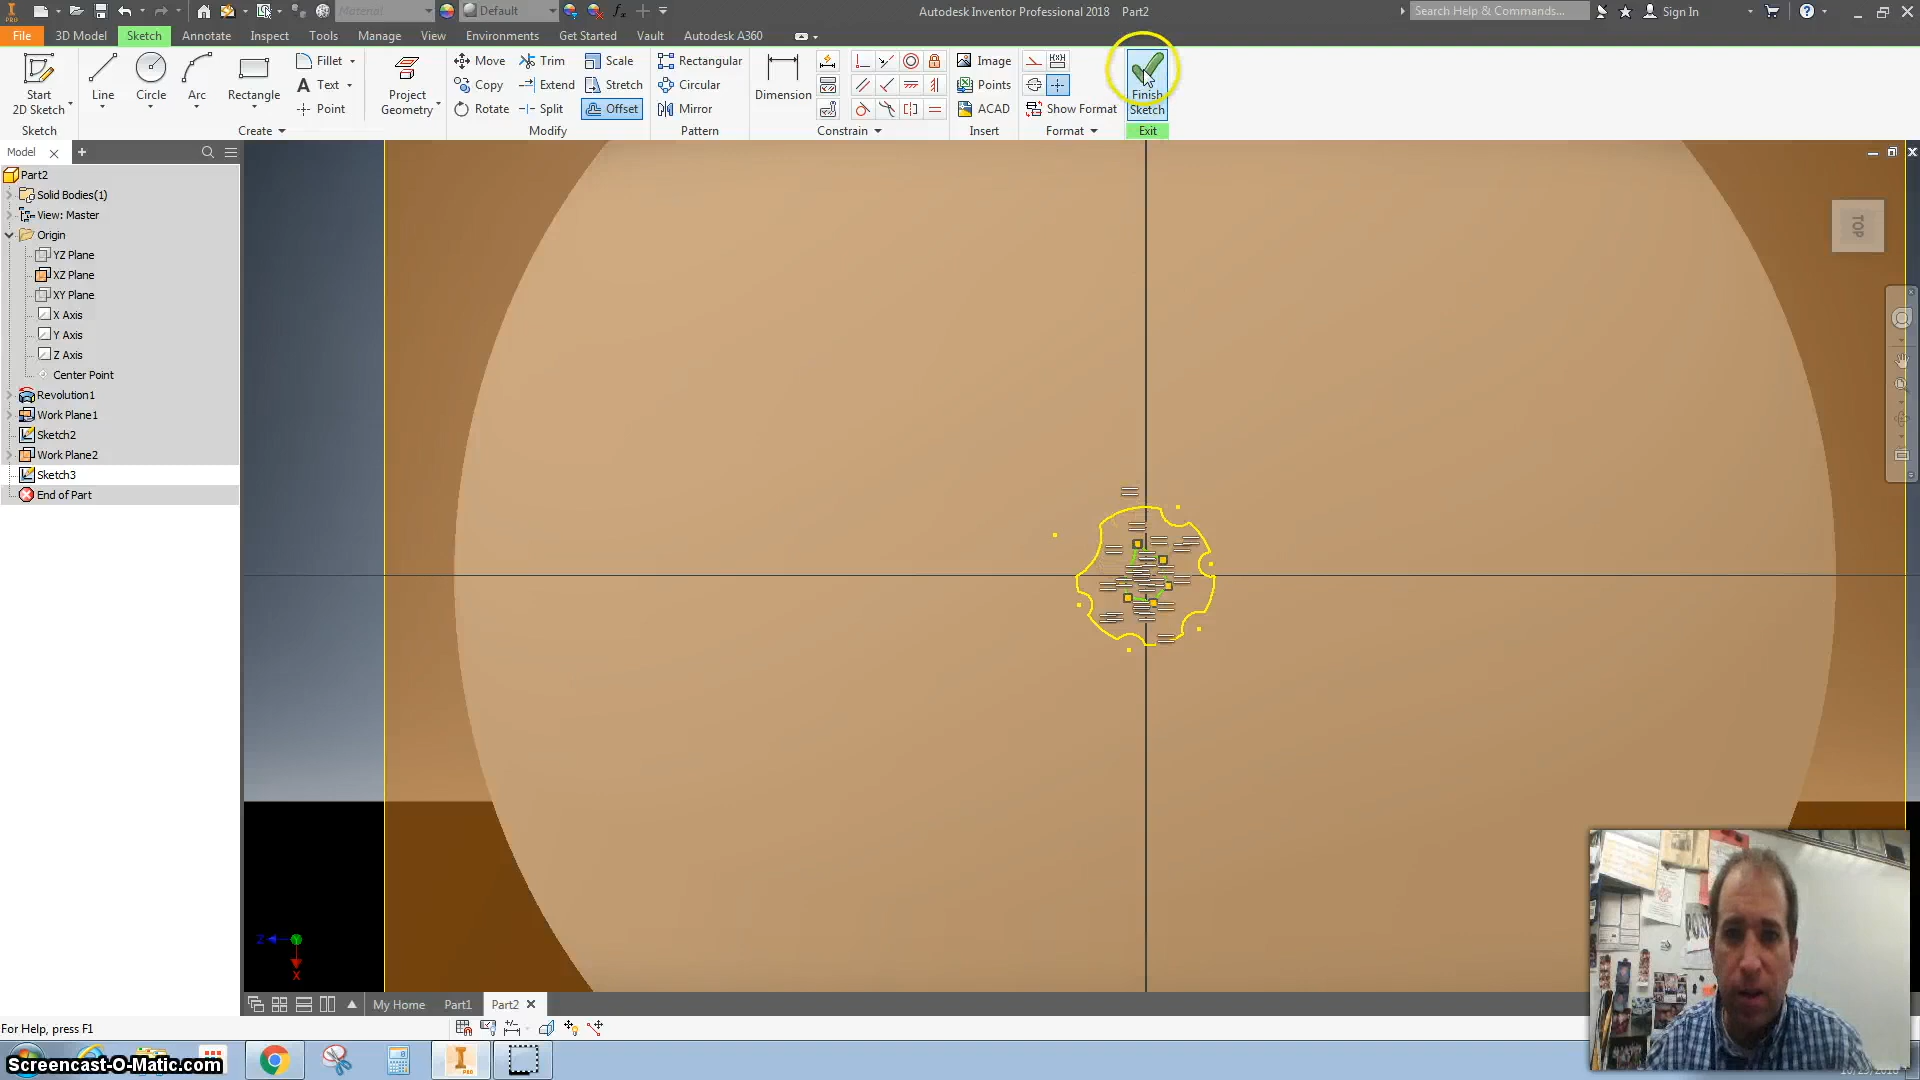 Material
Default
Autodesk Inventor Professional 2018 Part2
Search Help & Commands...
Sign In
PRO
File
3D Model
Sketch
Annotate
Inspect
Tools
Manage
View
Environments
Get Started
Vault
Autodesk A360
Start
2D Sketch
Line
Circle
Arc
Rectangle
Fillet
Text
Point
Project
Geometry
Move
Copy
Rotate
Trim
Extend
Split
Scale
Stretch
Offset
Rectangular
Circular
Mirror
Dimension
Image
Points
ACAD
Show Format
Finish
Sketch
Sketch
Create
Modify
Pattern
Constrain
Insert
Format
Exit
Model
Part2
Solid Bodies(1)
View: Master
Origin
YZ Plane
XZ Plane
XY Plane
X Axis
Y Axis
Z Axis
Center Point
Revolution1
Work Plane1
Sketch2
Work Plane2
Sketch3
End of Part
TOP
Z
Y
X
My Home
Part1
Part2
For Help, press F1
Screencast-O-Matic.com